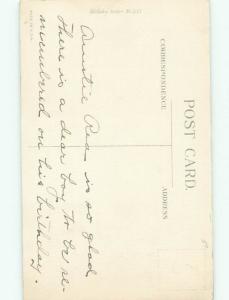 POST CARD.
CORRESPONDENCE
ADDRESS
Auntie Rea is so glad
there is a dear boy to be re-
membered on his birthday.